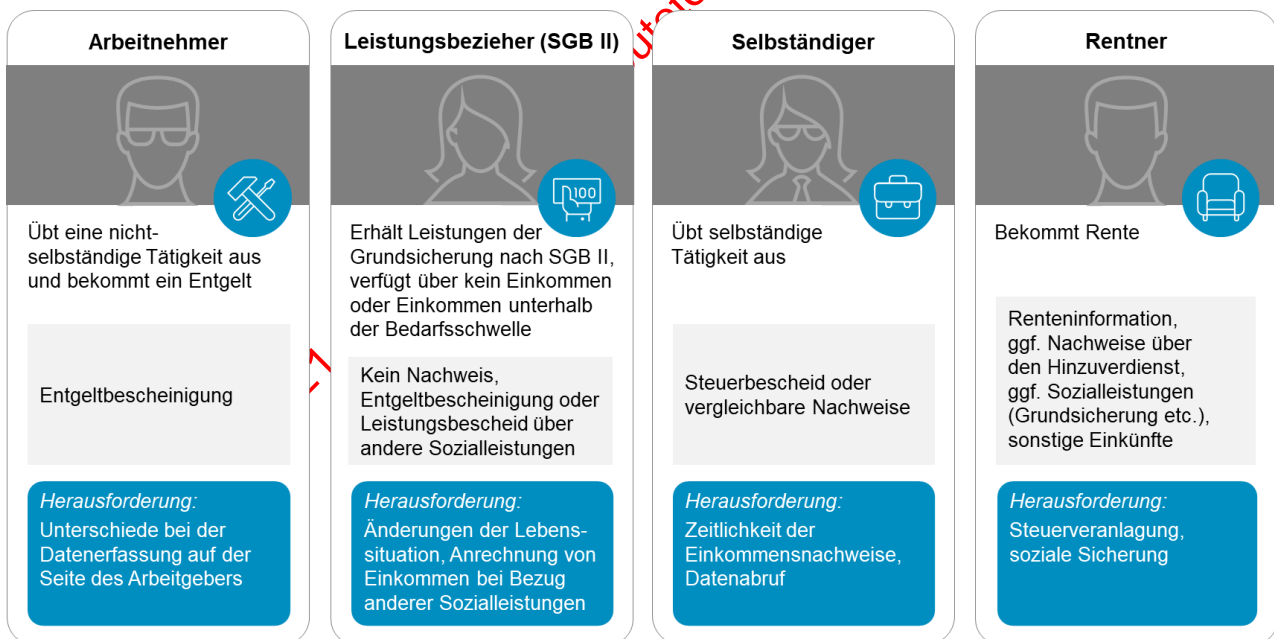 Arbeitnehmer
Übt eine nicht-
selbständige Tätigkeit aus
und bekommt ein Entgelt
Entgeltbescheinigung
Herausforderung:
Unterschiede bei der
Datenerfassung auf der
Seite des Arbeitgebers
Leistungsbezieher (SGB II)
100
Erhält Leistungen der
Grundsicherung nach SGB II,
verfügt über kein Einkommen
oder Einkommen unterhalb
der Bedarfsschwelle
Kein Nachweis,
Entgeltbescheinigung oder
Leistungsbescheid über
andere Sozialleistungen
Herausforderung:
Änderungen der Lebens-
situation, Anrechnung von
Einkommen bei Bezug
anderer Sozialleistungen
Selbständiger
Übt selbständige
Tätigkeit aus
Steuerbescheid oder
vergleichbare Nachweise
Herausforderung:
Zeitlichkeit der
Einkommensnachweise,
Datenabruf
Rentner
Bekommt Rente
Renteninformation,
ggf. Nachweise über
den Hinzuverdienst,
ggf. Sozialleistungen
(Grundsicherung etc.),
sonstige Einkünfte
Herausforderung:
Steuerveranlagung,
soziale Sicherung